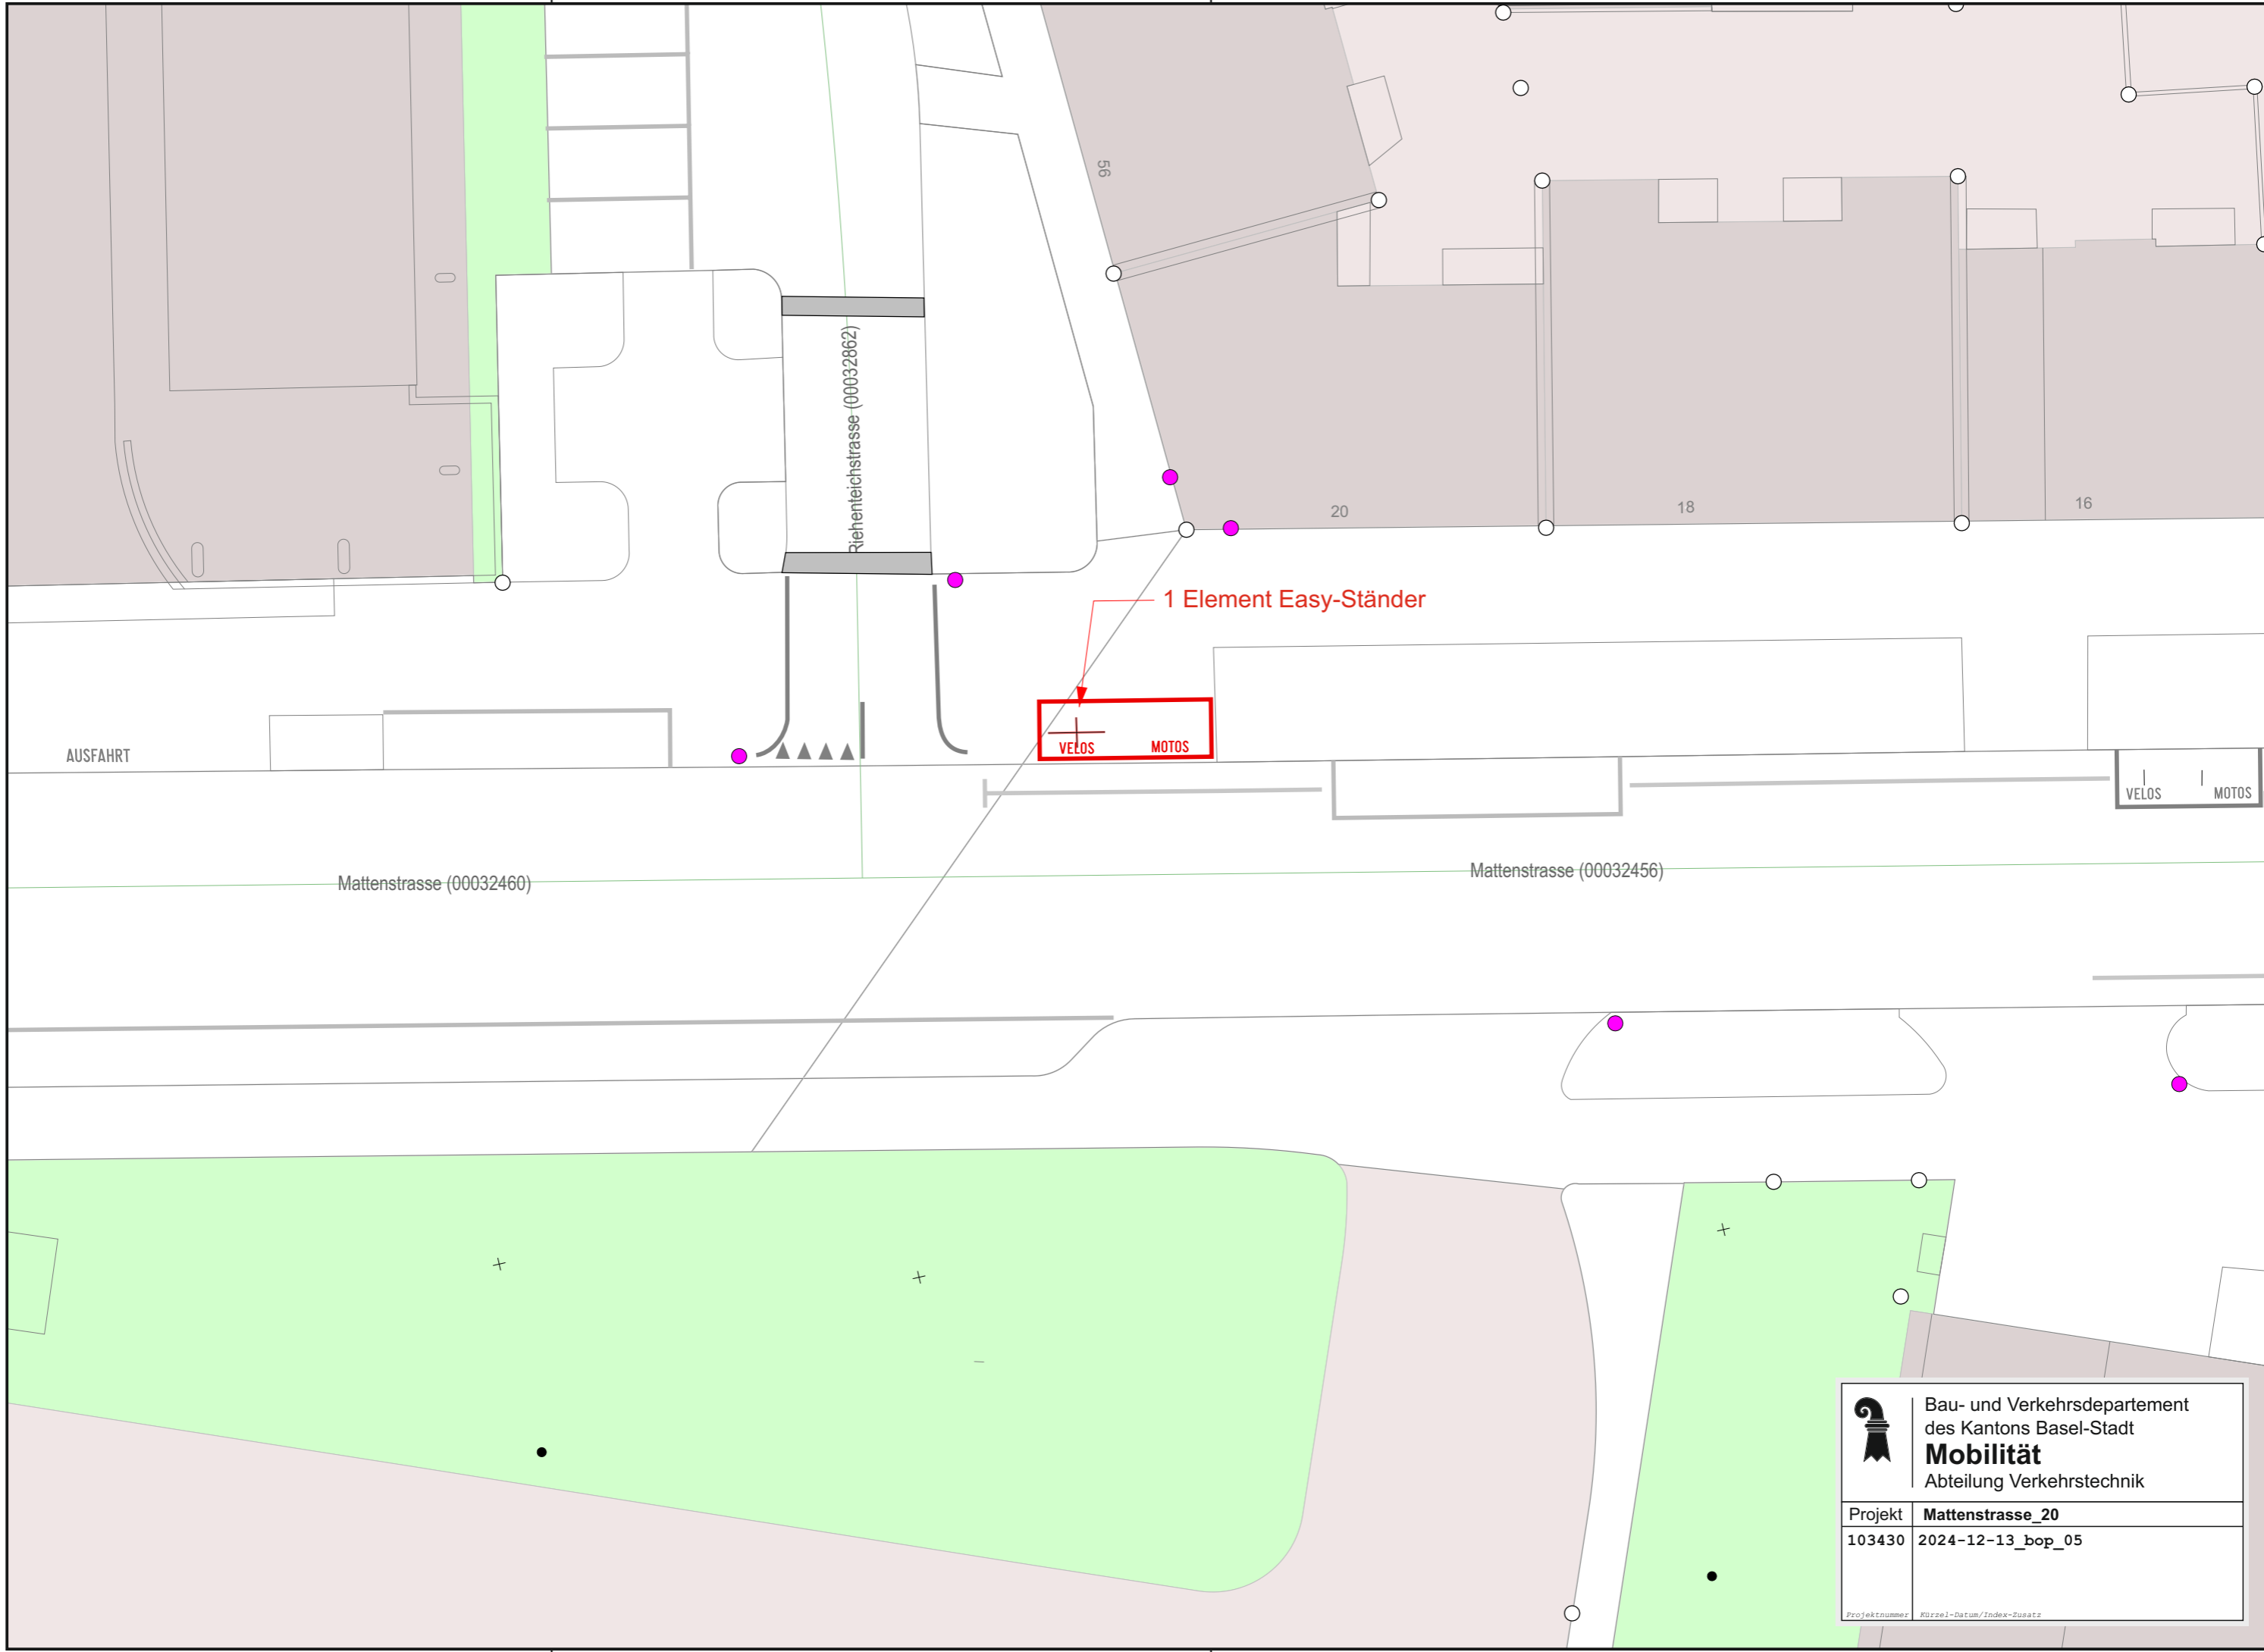 56
Riehenteichstrasse (00032862)
20
18
16
1 Element Easy-Ständer
AUSFAHRT
VELOS
MOTOS
VELOS
MOTOS
Mattenstrasse (00032460)
Mattenstrasse (00032456)
Bau- und Verkehrsdepartement
des Kantons Basel-Stadt
Mobilität
Abteilung Verkehrstechnik
Projekt
Mattenstrasse_20
103430
2024-12-13_bop_05
Projektnummer
Kürzel-Datum/Index-Zusatz